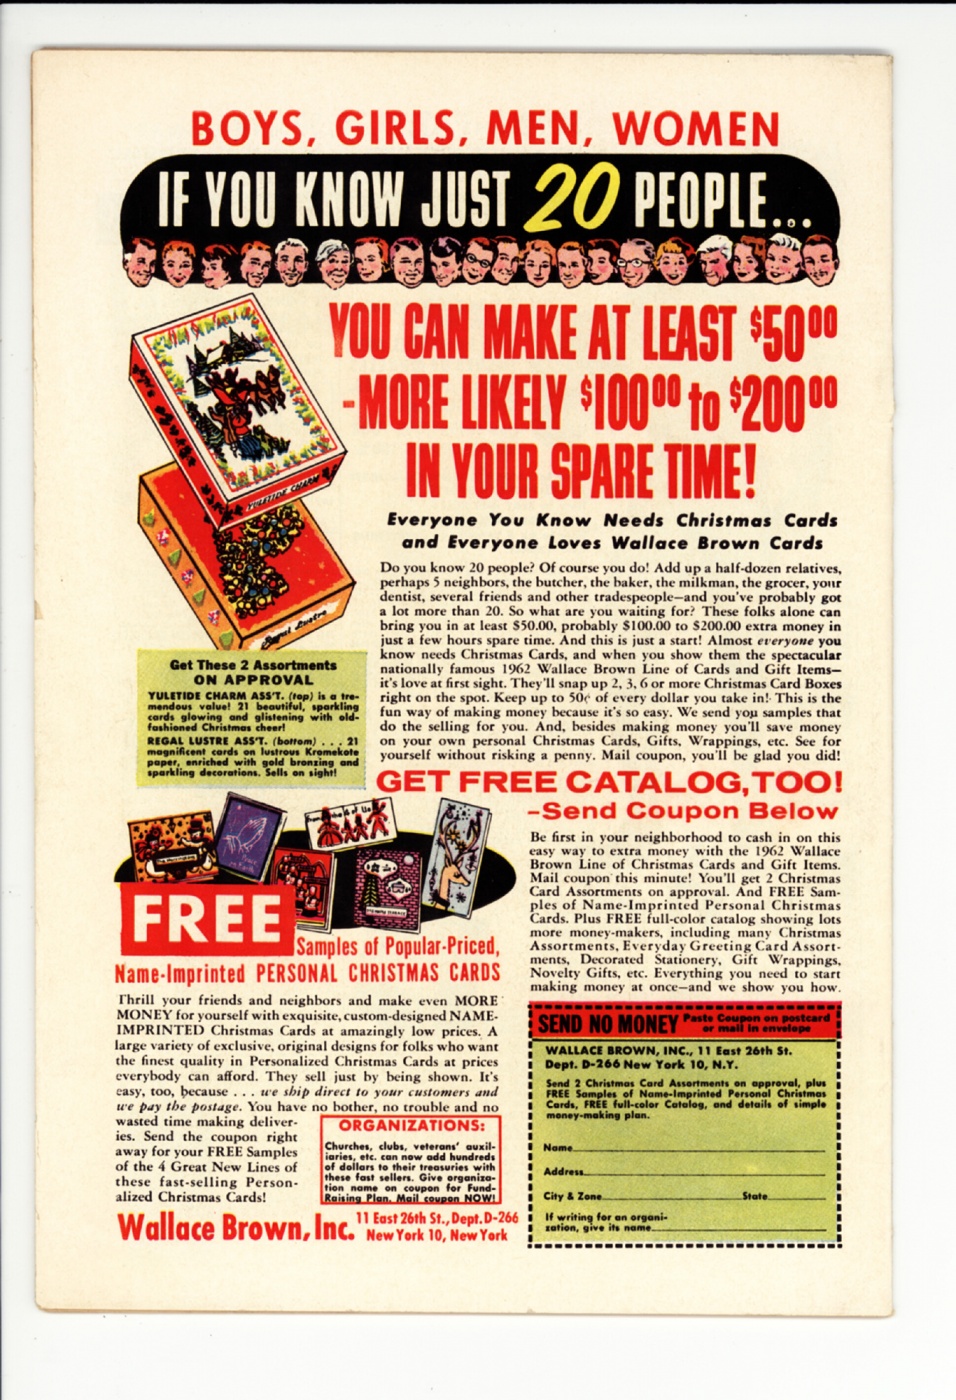 BOYS, GIRLS, MEN, WOMEN
IF YOU KNOW JUST 20 PEOPLE...
YOU CAN MAKE AT LEAST $50⁰⁰
-MORE LIKELY $100⁰⁰ to $200⁰⁰
IN YOUR SPARE TIME!
YULETIDE CHARM
Regal Lustre
Everyone You Know Needs Christmas Cards
and Everyone Loves Wallace Brown Cards
Do you know 20 people? Of course you do! Add up a half-dozen relatives,
perhaps 5 neighbors, the butcher, the baker, the milkman, the grocer, your
dentist, several friends and other tradespeople—and you've probably got
a lot more than 20. So what are you waiting for? These folks alone can
bring you in at least $50.00, probably $100.00 to $200.00 extra money in
just a few hours spare time. And this is just a start! Almost everyone you
know needs Christmas Cards, and when you show them the spectacular
nationally famous 1962 Wallace Brown Line of Cards and Gift Items—
it's love at first sight. They'll snap up 2, 3, 6 or more Christmas Card Boxes
right on the spot. Keep up to 50¢ of every dollar you take in! This is the
fun way of making money because it's so easy. We send you samples that
do the selling for you. And, besides making money you'll save money
on your own personal Christmas Cards, Gifts, Wrappings, etc. See for
yourself without risking a penny. Mail coupon, you'll be glad you did!
Get These 2 Assortments
ON APPROVAL
YULETIDE CHARM ASS'T. (top) is a tre-
mendous value! 21 beautiful, sparkling
cards glowing and glistening with old-
fashioned Christmas cheer!
REGAL LUSTRE ASS'T. (bottom) . . . 21
magnificent cards on lustrous Kromekote
paper, enriched with gold bronzing and
sparkling decorations. Sells on sight!
GET FREE CATALOG, TOO!
-Send Coupon Below
Be first in your neighborhood to cash in on this
easy way to extra money with the 1962 Wallace
Brown Line of Christmas Cards and Gift Items.
Mail coupon this minute! You'll get 2 Christmas
Card Assortments on approval. And FREE Sam-
ples of Name-Imprinted Personal Christmas
Cards. Plus FREE full-color catalog showing lots
more money-makers, including many Christmas
Assortments, Everyday Greeting Card Assort-
ments, Decorated Stationery, Gift Wrappings,
Novelty Gifts, etc. Everything you need to start
making money at once—and we show you how.
FREE
Samples of Popular-Priced,
Name-Imprinted PERSONAL CHRISTMAS CARDS
Thrill your friends and neighbors and make even MORE
MONEY for yourself with exquisite, custom-designed NAME-
IMPRINTED Christmas Cards at amazingly low prices. A
large variety of exclusive, original designs for folks who want
the finest quality in Personalized Christmas Cards at prices
everybody can afford. They sell just by being shown. It's
easy, too, because . . . we ship direct to your customers and
we pay the postage. You have no bother, no trouble and no
wasted time making deliver-
ies. Send the coupon right
away for your FREE Samples
of the 4 Great New Lines of
these fast-selling Person-
alized Christmas Cards!
ORGANIZATIONS:
Churches, clubs, veterans' auxil-
iaries, etc. can now add hundreds
of dollars to their treasuries with
these fast sellers. Give organiza-
tion name on coupon for Fund-
Raising Plan. Mail coupon NOW!
Wallace Brown, Inc. 11 East 26th St., Dept. D-266
New York 10, New York
SEND NO MONEY Paste Coupon on postcard
or mail in envelope
WALLACE BROWN, INC., 11 East 26th St.
Dept. D-266 New York 10, N.Y.
Send 2 Christmas Card Assortments on approval, plus
FREE Samples of Name-Imprinted Personal Christmas
Cards, FREE full-color Catalog, and details of simple
money-making plan.
Name
Address
City & Zone State
If writing for an organi-
zation, give its name